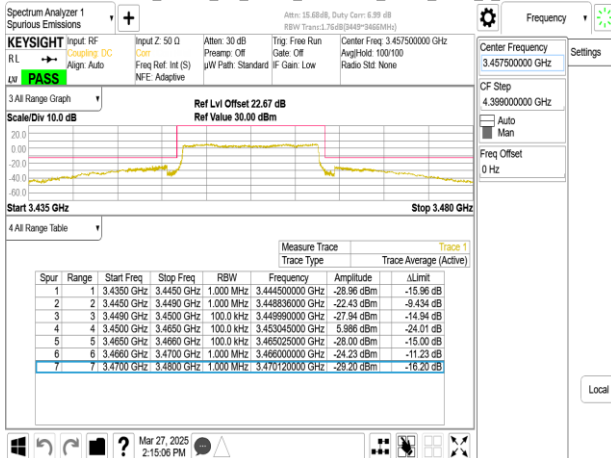 Spectrum Analyzer 1
Spurious Emissions
Attn: 15.68dB, Duty Corr: 6.99 dB
RBW Trans:1.76dB(3449~3466MHz)
Frequency
KEYSIGHT Input: RF Input Z: 50 Ω Atten: 30 dB Trig: Free Run Center Freq: 3.457500000 GHz
RL Coupling: DC Corr Preamp: Off Gate: Off Avg|Hold: 100/100
Align: Auto Freq Ref: Int (S) µW Path: Standard IF Gain: Low Radio Std: None
LXI PASS NFE: Adaptive
Center Frequency
3.457500000 GHz
Settings
CF Step
4.399000000 GHz
Auto
Man
Freq Offset
0 Hz
3 All Range Graph
Ref Lvl Offset 22.67 dB
Scale/Div 10.0 dB Ref Value 30.00 dBm
20.0
0.00
-20.0
-40.0
-60.0
Start 3.435 GHz Stop 3.480 GHz
4 All Range Table
Measure Trace Trace 1
Trace Type Trace Average (Active)
Spur Range Start Freq Stop Freq RBW Frequency Amplitude ΔLimit
1 1 3.4350 GHz 3.4450 GHz 1.000 MHz 3.444500000 GHz -28.96 dBm -15.96 dB
2 2 3.4450 GHz 3.4490 GHz 1.000 MHz 3.448836000 GHz -22.43 dBm -9.434 dB
3 3 3.4490 GHz 3.4500 GHz 100.0 kHz 3.449990000 GHz -27.94 dBm -14.94 dB
4 4 3.4500 GHz 3.4650 GHz 100.0 kHz 3.453045000 GHz 5.986 dBm -24.01 dB
5 5 3.4650 GHz 3.4660 GHz 100.0 kHz 3.465025000 GHz -28.00 dBm -15.00 dB
6 6 3.4660 GHz 3.4700 GHz 1.000 MHz 3.466000000 GHz -24.23 dBm -11.23 dB
7 7 3.4700 GHz 3.4800 GHz 1.000 MHz 3.470120000 GHz -29.20 dBm -16.20 dB
Local
Mar 27, 2025
2:15:06 PM